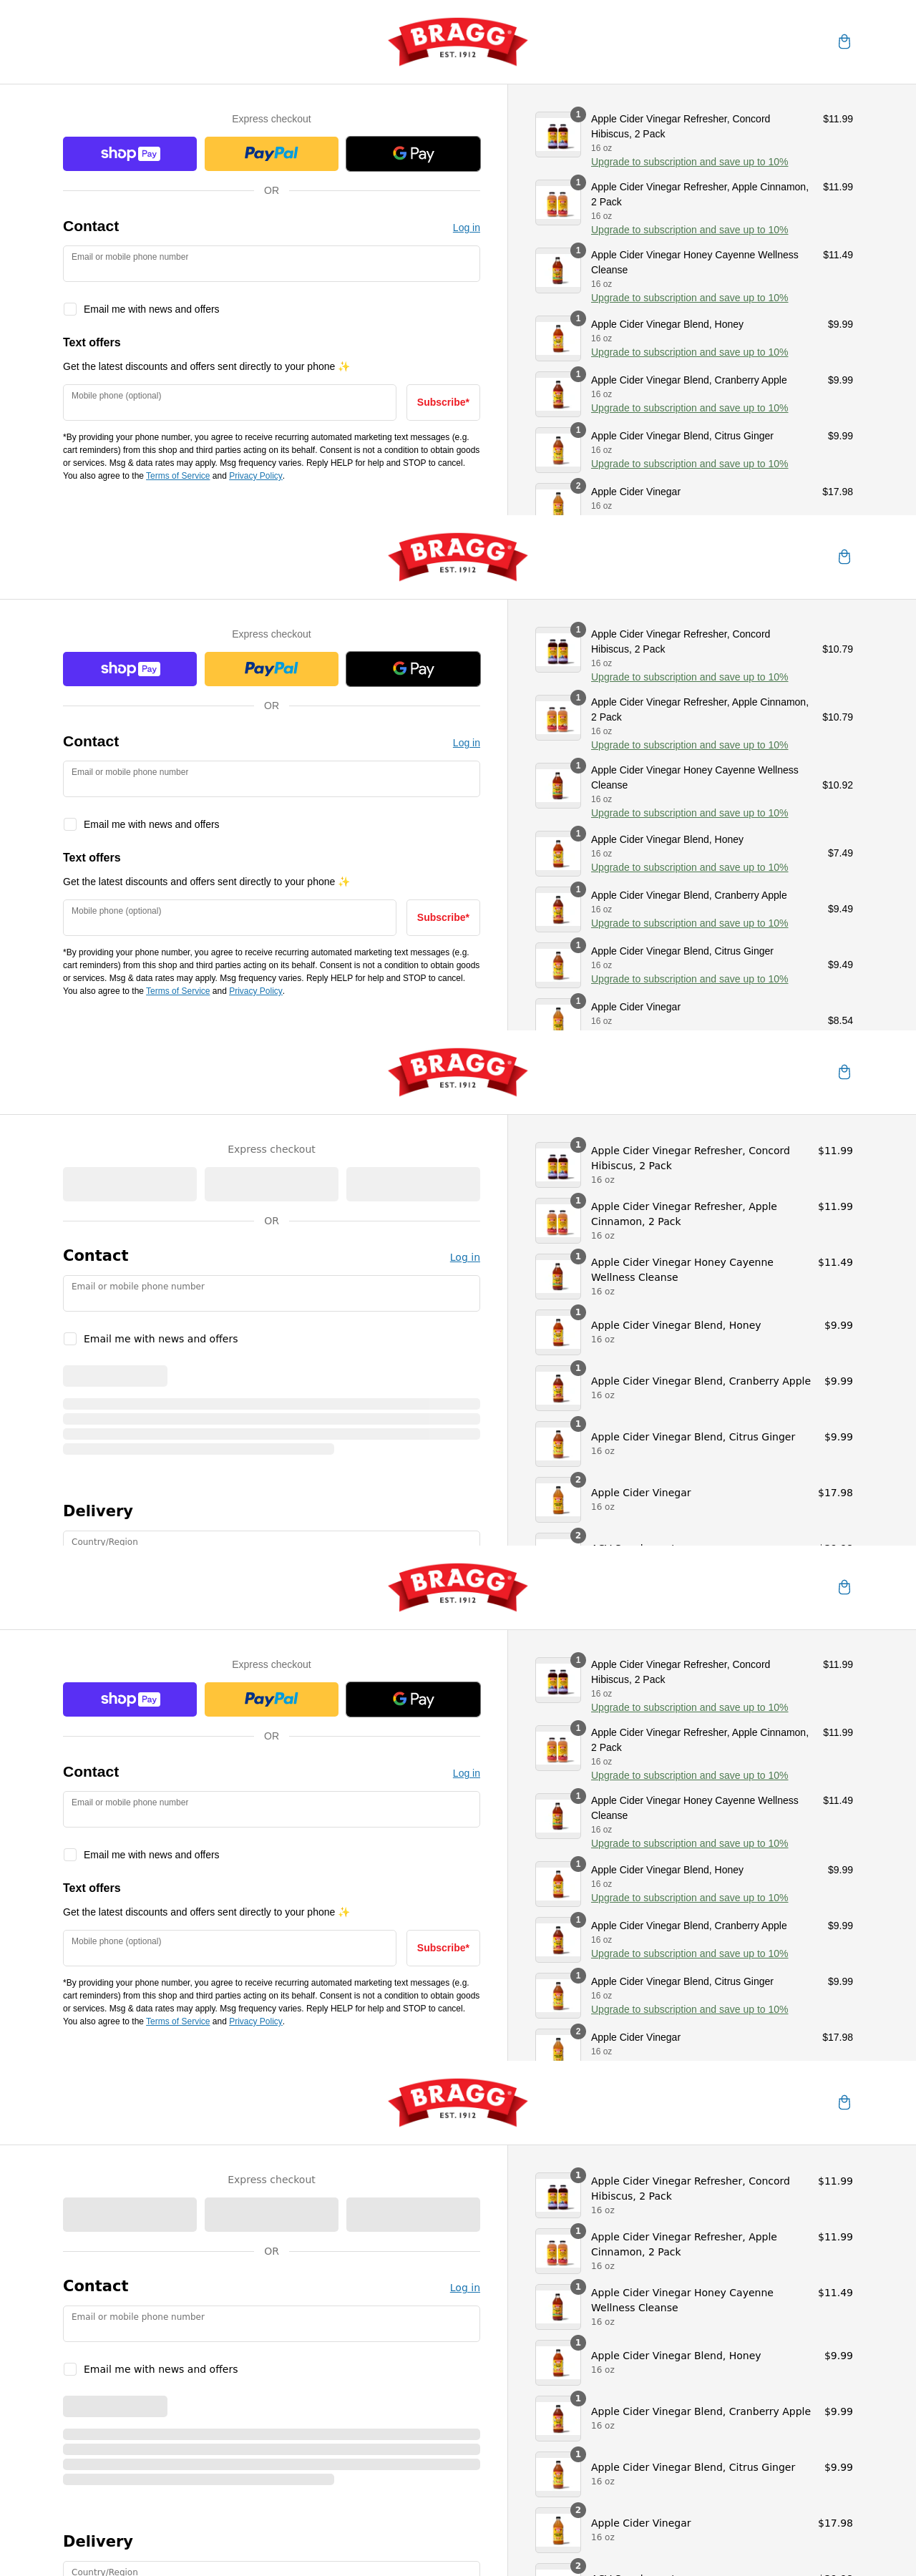 BRAGG
EST. 1912
Express checkout
shop Pay
PayPal
G Pay
OR
Contact
Log in
Email or mobile phone number
Email me with news and offers
Text offers
Get the latest discounts and offers sent directly to your phone ✨
Mobile phone (optional)
Subscribe*
*By providing your phone number, you agree to receive recurring automated marketing text messages (e.g.
cart reminders) from this shop and third parties acting on its behalf. Consent is not a condition to obtain goods
or services. Msg & data rates may apply. Msg frequency varies. Reply HELP for help and STOP to cancel.
You also agree to the Terms of Service and Privacy Policy.
1
Apple Cider Vinegar Refresher, Concord
Hibiscus, 2 Pack
$11.99
16 oz
Upgrade to subscription and save up to 10%
1
Apple Cider Vinegar Refresher, Apple Cinnamon,
2 Pack
$11.99
16 oz
Upgrade to subscription and save up to 10%
1
Apple Cider Vinegar Honey Cayenne Wellness
Cleanse
$11.49
16 oz
Upgrade to subscription and save up to 10%
1
Apple Cider Vinegar Blend, Honey
$9.99
16 oz
Upgrade to subscription and save up to 10%
1
Apple Cider Vinegar Blend, Cranberry Apple
$9.99
16 oz
Upgrade to subscription and save up to 10%
1
Apple Cider Vinegar Blend, Citrus Ginger
$9.99
16 oz
Upgrade to subscription and save up to 10%
2
Apple Cider Vinegar
$17.98
16 oz
BRAGG
EST. 1912
Express checkout
shop Pay
PayPal
G Pay
OR
Contact
Log in
Email or mobile phone number
Email me with news and offers
Text offers
Get the latest discounts and offers sent directly to your phone ✨
Mobile phone (optional)
Subscribe*
*By providing your phone number, you agree to receive recurring automated marketing text messages (e.g.
cart reminders) from this shop and third parties acting on its behalf. Consent is not a condition to obtain goods
or services. Msg & data rates may apply. Msg frequency varies. Reply HELP for help and STOP to cancel.
You also agree to the Terms of Service and Privacy Policy.
1
Apple Cider Vinegar Refresher, Concord
Hibiscus, 2 Pack
$10.79
16 oz
Upgrade to subscription and save up to 10%
1
Apple Cider Vinegar Refresher, Apple Cinnamon,
2 Pack
$10.79
16 oz
Upgrade to subscription and save up to 10%
1
Apple Cider Vinegar Honey Cayenne Wellness
Cleanse
$10.92
16 oz
Upgrade to subscription and save up to 10%
1
Apple Cider Vinegar Blend, Honey
$7.49
16 oz
Upgrade to subscription and save up to 10%
1
Apple Cider Vinegar Blend, Cranberry Apple
$9.49
16 oz
Upgrade to subscription and save up to 10%
1
Apple Cider Vinegar Blend, Citrus Ginger
$9.49
16 oz
Upgrade to subscription and save up to 10%
1
Apple Cider Vinegar
16 oz
$8.54
BRAGG
EST. 1912
Express checkout
OR
Contact
Log in
Email or mobile phone number
Email me with news and offers
Delivery
Country/Region
1
Apple Cider Vinegar Refresher, Concord
Hibiscus, 2 Pack
$11.99
16 oz
1
Apple Cider Vinegar Refresher, Apple
Cinnamon, 2 Pack
$11.99
16 oz
1
Apple Cider Vinegar Honey Cayenne
Wellness Cleanse
$11.49
16 oz
1
Apple Cider Vinegar Blend, Honey
$9.99
16 oz
1
Apple Cider Vinegar Blend, Cranberry Apple
$9.99
16 oz
1
Apple Cider Vinegar Blend, Citrus Ginger
$9.99
16 oz
2
Apple Cider Vinegar
$17.98
16 oz
2
BRAGG
EST. 1912
Express checkout
shop Pay
PayPal
G Pay
OR
Contact
Log in
Email or mobile phone number
Email me with news and offers
Text offers
Get the latest discounts and offers sent directly to your phone ✨
Mobile phone (optional)
Subscribe*
*By providing your phone number, you agree to receive recurring automated marketing text messages (e.g.
cart reminders) from this shop and third parties acting on its behalf. Consent is not a condition to obtain goods
or services. Msg & data rates may apply. Msg frequency varies. Reply HELP for help and STOP to cancel.
You also agree to the Terms of Service and Privacy Policy.
1
Apple Cider Vinegar Refresher, Concord
Hibiscus, 2 Pack
$11.99
16 oz
Upgrade to subscription and save up to 10%
1
Apple Cider Vinegar Refresher, Apple Cinnamon,
2 Pack
$11.99
16 oz
Upgrade to subscription and save up to 10%
1
Apple Cider Vinegar Honey Cayenne Wellness
Cleanse
$11.49
16 oz
Upgrade to subscription and save up to 10%
1
Apple Cider Vinegar Blend, Honey
$9.99
16 oz
Upgrade to subscription and save up to 10%
1
Apple Cider Vinegar Blend, Cranberry Apple
$9.99
16 oz
Upgrade to subscription and save up to 10%
1
Apple Cider Vinegar Blend, Citrus Ginger
$9.99
16 oz
Upgrade to subscription and save up to 10%
2
Apple Cider Vinegar
$17.98
16 oz
BRAGG
EST. 1912
Express checkout
OR
Contact
Log in
Email or mobile phone number
Email me with news and offers
Delivery
Country/Region
1
Apple Cider Vinegar Refresher, Concord
Hibiscus, 2 Pack
$11.99
16 oz
1
Apple Cider Vinegar Refresher, Apple
Cinnamon, 2 Pack
$11.99
16 oz
1
Apple Cider Vinegar Honey Cayenne
Wellness Cleanse
$11.49
16 oz
1
Apple Cider Vinegar Blend, Honey
$9.99
16 oz
1
Apple Cider Vinegar Blend, Cranberry Apple
$9.99
16 oz
1
Apple Cider Vinegar Blend, Citrus Ginger
$9.99
16 oz
2
Apple Cider Vinegar
$17.98
16 oz
2